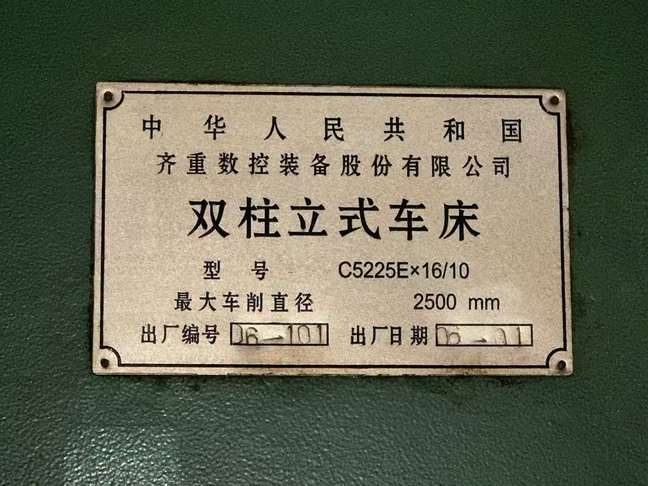 中华人民共和国
齐重数控装备股份有限公司
双柱立式车床
型号 C5225E×16/10
最大车削直径 2500 mm
出厂编号 06-101 出厂日期